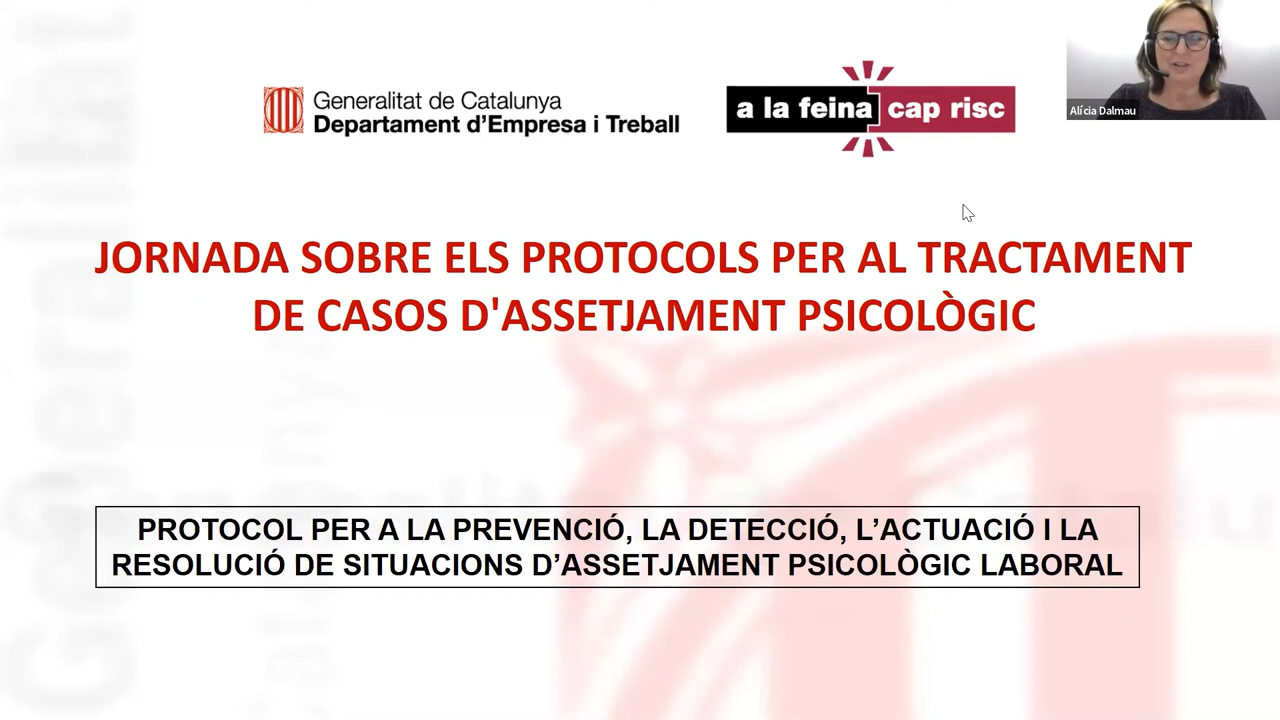 Generalitat de Catalunya
Departament d'Empresa i Treball
a la feina cap risc
Alícia Dalmau
JORNADA SOBRE ELS PROTOCOLS PER AL TRACTAMENT
DE CASOS D'ASSETJAMENT PSICOLÒGIC
PROTOCOL PER A LA PREVENCIÓ, LA DETECCIÓ, L’ACTUACIÓ I LA
RESOLUCIÓ DE SITUACIONS D’ASSETJAMENT PSICOLÒGIC LABORAL